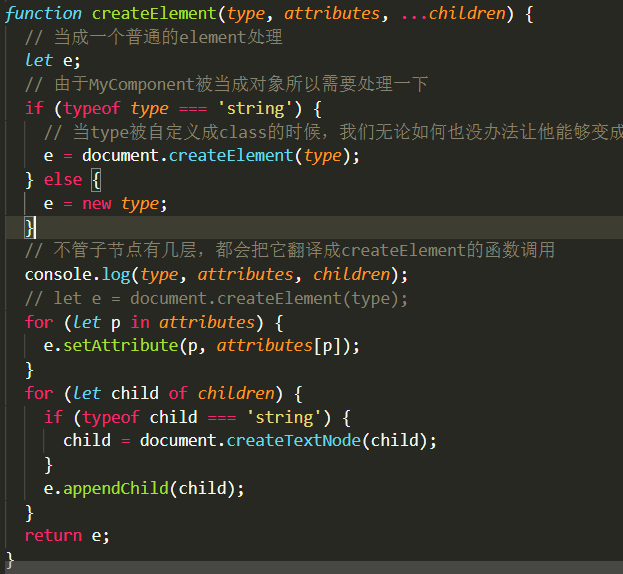 function createElement(type, attributes, ...children) {
// 当成一个普通的element处理
let e;
// 由于MyComponent被当成对象所以需要处理一下
if (typeof type === 'string') {
// 当type被自定义成class的时候，我们无论如何也没办法让他能够变成
e = document.createElement(type);
} else {
e = new type;
}
// 不管子节点有几层，都会把它翻译成createElement的函数调用
console.log(type, attributes, children);
// let e = document.createElement(type);
for (let p in attributes) {
e.setAttribute(p, attributes[p]);
}
for (let child of children) {
if (typeof child === 'string') {
child = document.createTextNode(child);
}
e.appendChild(child);
}
return e;
}